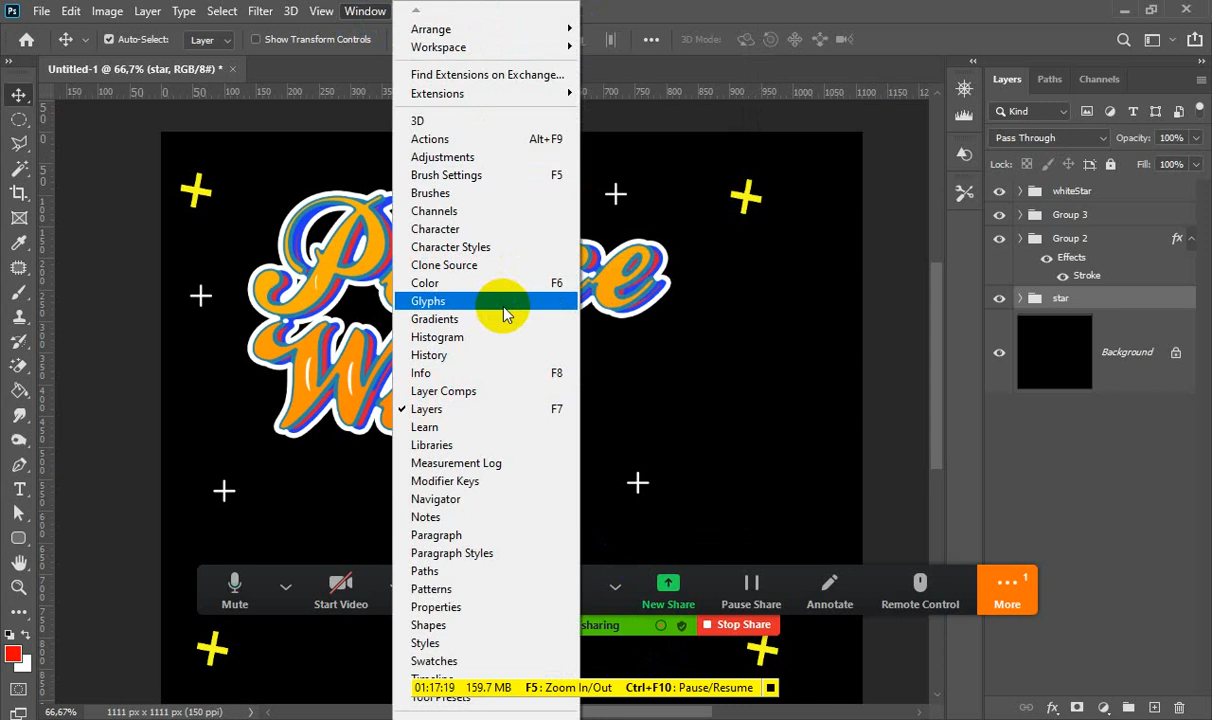 Ps File Edit Image Layer Type Select Filter 3D View Window
Auto-Select: Layer Show Transform Controls 3D Mode:
Untitled-1 @ 66,7% (star, RGB/8#) *
Arrange
Workspace
Find Extensions on Exchange...
Extensions
3D
Actions Alt+F9
Adjustments
Brush Settings F5
Brushes
Channels
Character
Character Styles
Clone Source
Color F6
Glyphs
Gradients
Histogram
History
Info F8
Layer Comps
Layers F7
Learn
Libraries
Measurement Log
Modifier Keys
Navigator
Notes
Paragraph
Paragraph Styles
Paths
Patterns
Properties
Shapes
Styles
Swatches
Layers Paths Channels
Kind
Pass Through Opacity: 100%
Lock: Fill: 100%
whiteStar
Group 3
Group 2 fx
Effects
Stroke
star
Background
Mute Start Video New Share Pause Share Annotate Remote Control More 1
sharing Stop Share
01:17:19 159.7 MB F5: Zoom In/Out Ctrl+F10: Pause/Resume
66,67% 1111 px x 1111 px (150 ppi)